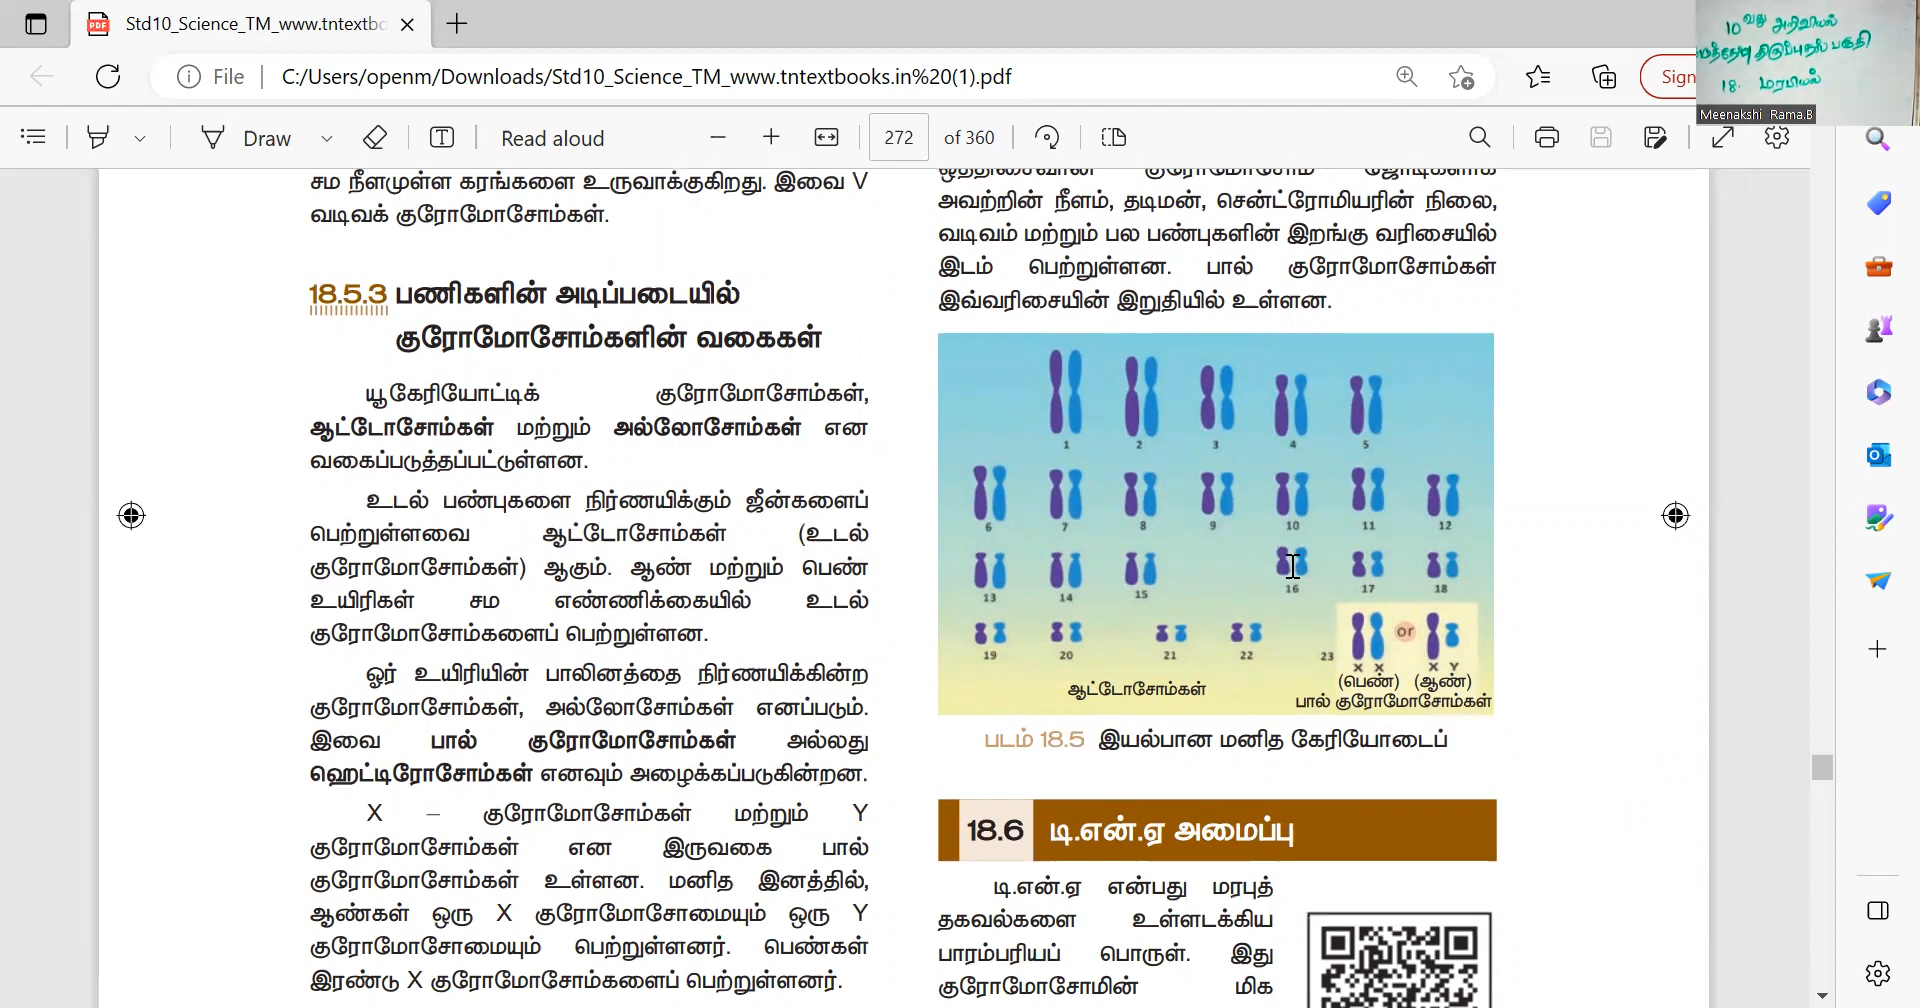 Std10_Science_TM_www.tntextbo
File
C:/Users/openm/Downloads/Std10_Science_TM_www.tntextbooks.in%20(1).pdf
Sign
10வது அறிவியல்
திருப்புதல் பகுதி
18. மரபியல்
Meenakshi Rama.B
Draw
Read aloud
272 of 360
சம நீளமுள்ள கரங்களை உருவாக்குகிறது. இவை V
வடிவக் குரோமோசோம்கள்.
18.5.3 பணிகளின் அடிப்படையில்
குரோமோசோம்களின் வகைகள்
யூகேரியோட்டிக் குரோமோசோம்கள்,
ஆட்டோசோம்கள் மற்றும் அல்லோசோம்கள் என
வகைப்படுத்தப்பட்டுள்ளன.
உடல் பண்புகளை நிர்ணயிக்கும் ஜீன்களைப்
பெற்றுள்ளவை ஆட்டோசோம்கள் (உடல்
குரோமோசோம்கள்) ஆகும். ஆண் மற்றும் பெண்
உயிரிகள் சம எண்ணிக்கையில் உடல்
குரோமோசோம்களைப் பெற்றுள்ளன.
ஓர் உயிரியின் பாலினத்தை நிர்ணயிக்கின்ற
குரோமோசோம்கள், அல்லோசோம்கள் எனப்படும்.
இவை பால் குரோமோசோம்கள் அல்லது
ஹெட்டிரோசோம்கள் எனவும் அழைக்கப்படுகின்றன.
X – குரோமோசோம்கள் மற்றும் Y
குரோமோசோம்கள் என இருவகை பால்
குரோமோசோம்கள் உள்ளன. மனித இனத்தில்,
ஆண்கள் ஒரு X குரோமோசோமையும் ஒரு Y
குரோமோசோமையும் பெற்றுள்ளனர். பெண்கள்
இரண்டு X குரோமோசோம்களைப் பெற்றுள்ளனர்.
ஒத்திசைவான குரோமோசோம் ஜோடிகளாக
அவற்றின் நீளம், தடிமன், சென்ட்ரோமியரின் நிலை,
வடிவம் மற்றும் பல பண்புகளின் இறங்கு வரிசையில்
இடம் பெற்றுள்ளன. பால் குரோமோசோம்கள்
இவ்வரிசையின் இறுதியில் உள்ளன.
1 2 3 4 5
6 7 8 9 10 11 12
13 14 15 16 17 18
or
19 20 21 22 23
X X X Y
(பெண்) (ஆண்)
ஆட்டோசோம்கள்
பால் குரோமோசோம்கள்
படம் 18.5 இயல்பான மனித கேரியோடைப்
18.6 டி.என்.ஏ அமைப்பு
டி.என்.ஏ என்பது மரபுத்
தகவல்களை உள்ளடக்கிய
பாரம்பரியப் பொருள். இது
குரோமோசோமின் மிக